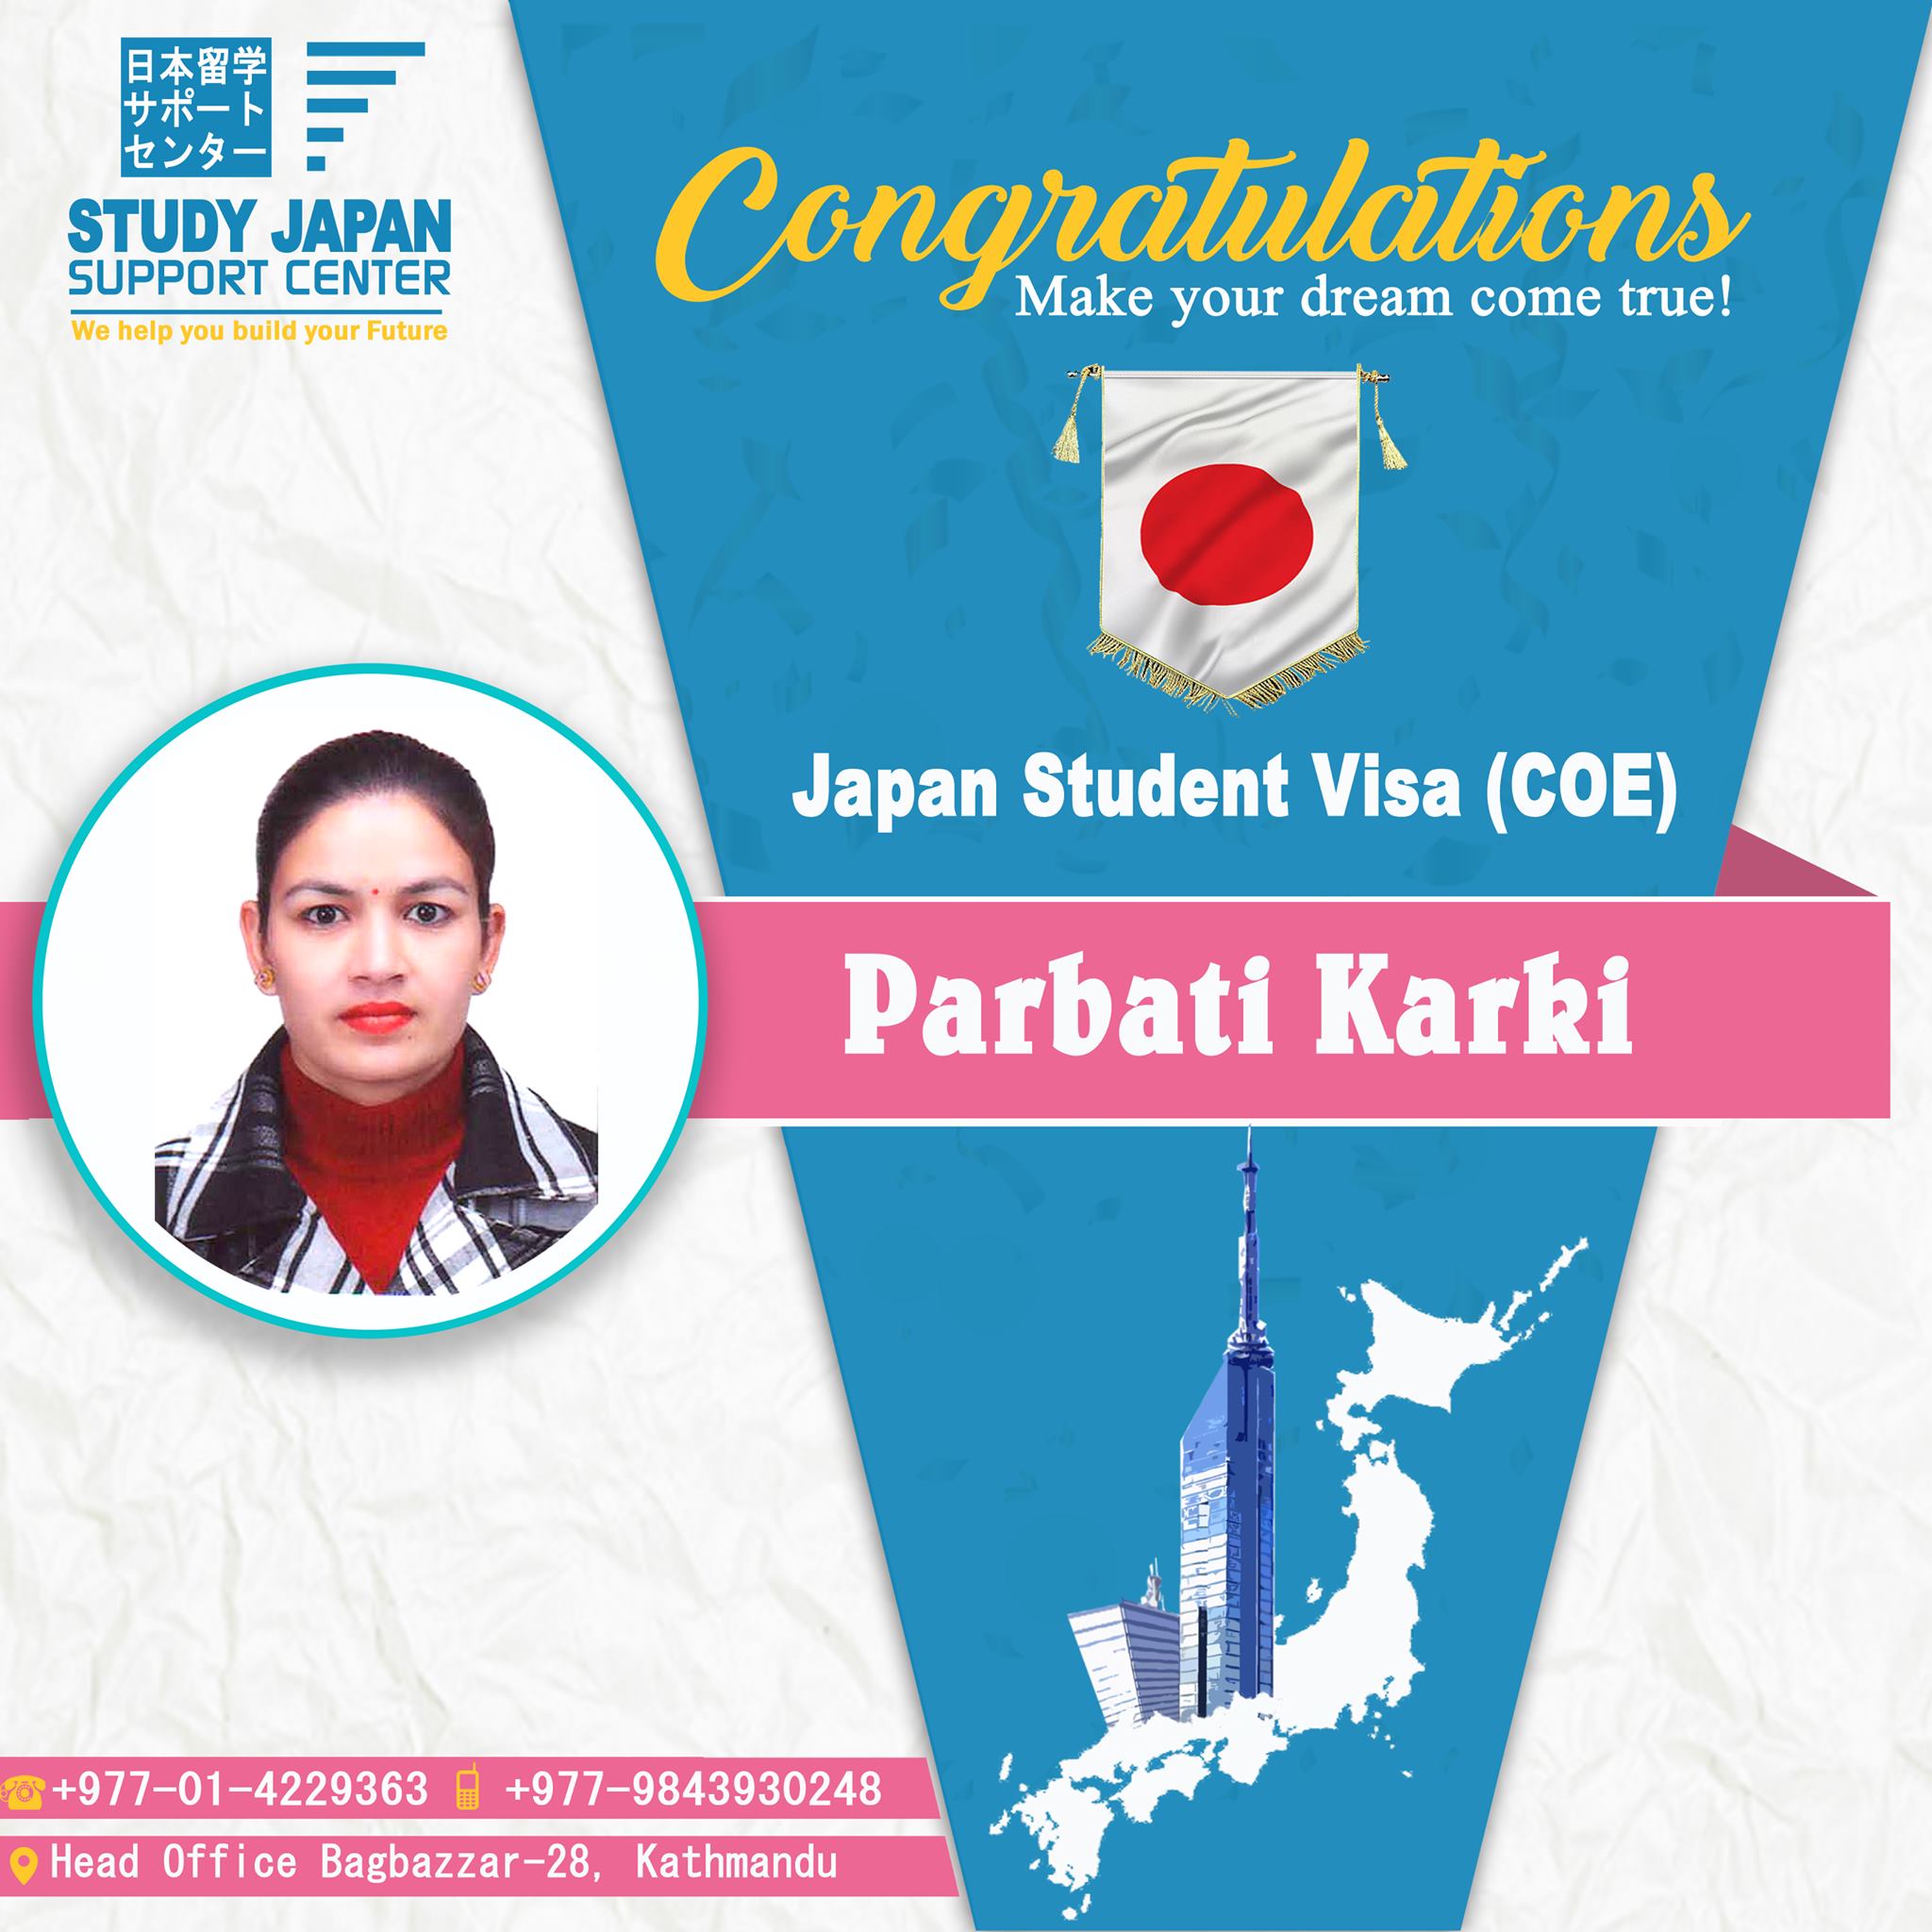 日本留学
サポート
センター
STUDY JAPAN
SUPPORT CENTER
We help you build your Future
Congratulations
Make your dream come true!
Japan Student Visa (COE)
Parbati Karki
+977-01-4229363 +977-9843930248
Head Office Bagbazzar-28, Kathmandu